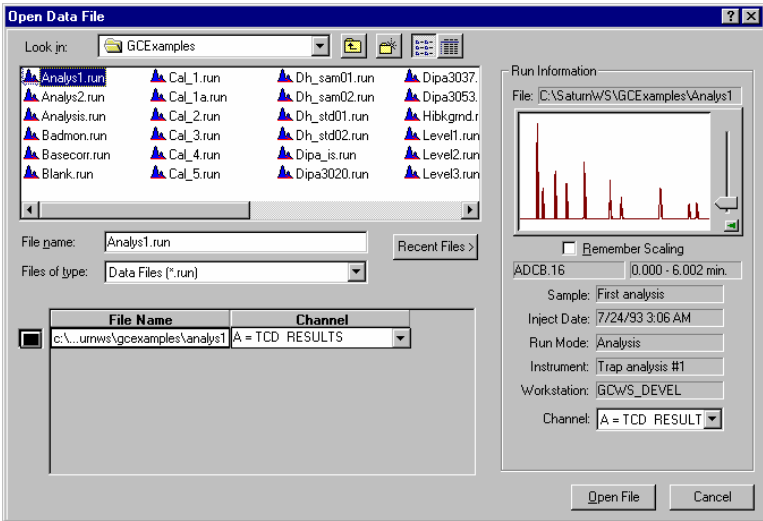 Open Data File
Look in: GCExamples
Analys1.run Cal_1.run Dh_sam01.run Dipa3037.
Analys2.run Cal_1a.run Dh_sam02.run Dipa3053.
Analysis.run Cal_2.run Dh_std01.run Hibkgnd.r
Badmon.run Cal_3.run Dh_std02.run Level1.run
Basecorr.run Cal_4.run Dipa_is.run Level2.run
Blank.run Cal_5.run Dipa3020.run Level3.run
File name: Analys1.run
Recent Files >
Files of type: Data Files (*.run)
File Name Channel
c:\...urnws\gcexamples\analys1 A = TCD RESULTS
Run Information
File: C:\SaturnWS\GCExamples\Analys1
Remember Scaling
ADCB.16 0.000 - 6.002 min.
Sample: First analysis
Inject Date: 7/24/93 3:06 AM
Run Mode: Analysis
Instrument: Trap analysis #1
Workstation: GCWS_DEVEL
Channel: A = TCD RESULT
Open File Cancel